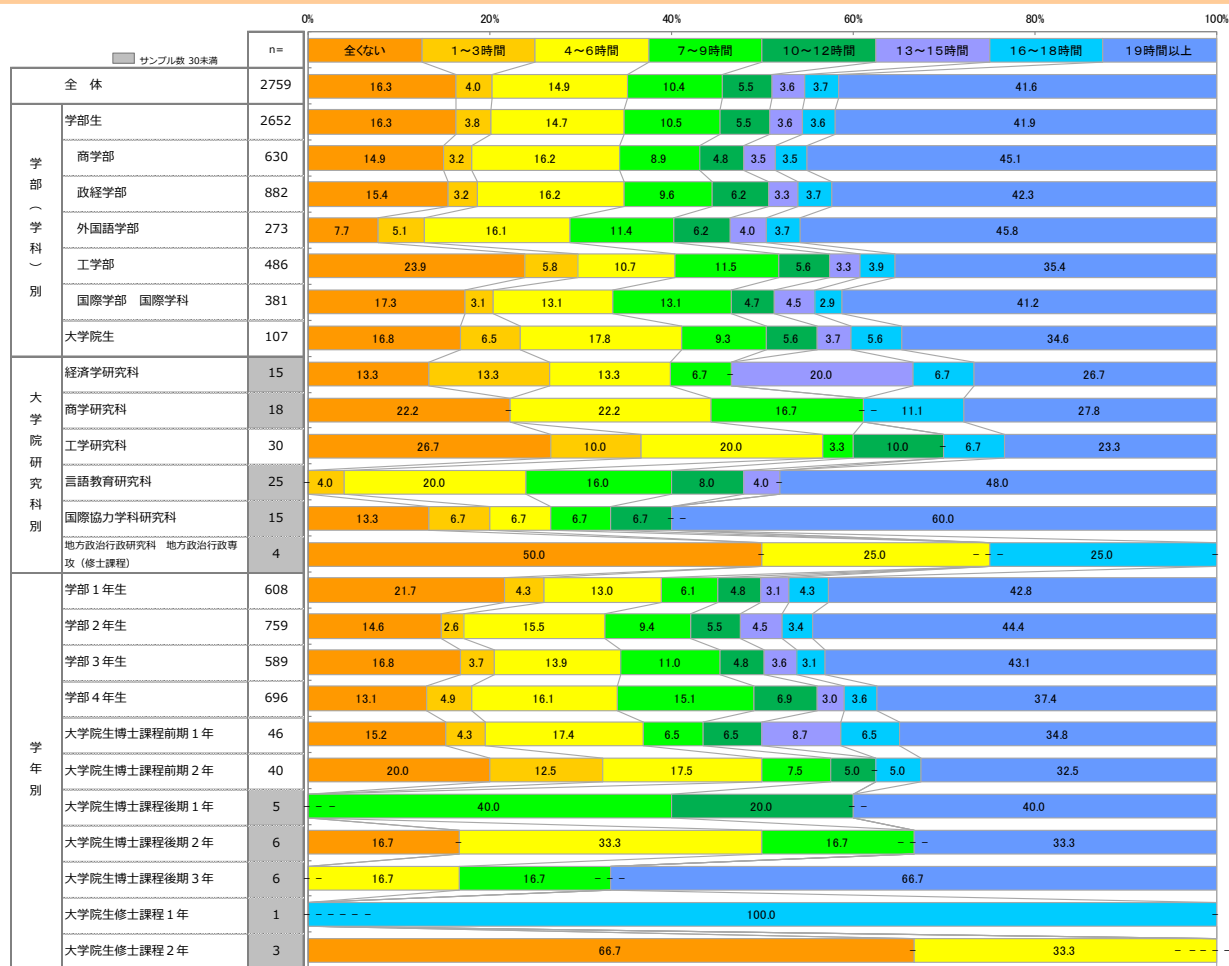 0% 20% 40% 60% 80% 100%
サンプル数 30未満 n= 全くない 1～3時間 4～6時間 7～9時間 10～12時間 13～15時間 16～18時間 19時間以上
全 体 2759 16.3 4.0 14.9 10.4 5.5 3.6 3.7 41.6
学部（学科）別
学部生 2652 16.3 3.8 14.7 10.5 5.5 3.6 3.6 41.9
商学部 630 14.9 3.2 16.2 8.9 4.8 3.5 3.5 45.1
政経学部 882 15.4 3.2 16.2 9.6 6.2 3.3 3.7 42.3
外国語学部 273 7.7 5.1 16.1 11.4 6.2 4.0 3.7 45.8
工学部 486 23.9 5.8 10.7 11.5 5.6 3.3 3.9 35.4
国際学部 国際学科 381 17.3 3.1 13.1 13.1 4.7 4.5 2.9 41.2
大学院生 107 16.8 6.5 17.8 9.3 5.6 3.7 5.6 34.6
大学院研究科別
経済学研究科 15 13.3 13.3 13.3 6.7 - 20.0 6.7 26.7
商学研究科 18 22.2 - 22.2 16.7 - - 11.1 27.8
工学研究科 30 26.7 10.0 20.0 3.3 10.0 - 6.7 23.3
言語教育研究科 25 - 4.0 20.0 16.0 8.0 4.0 - 48.0
国際協力学科研究科 15 13.3 6.7 6.7 6.7 6.7 - - 60.0
地方政治行政研究科 地方政治行政専
攻（修士課程） 4 50.0 25.0 - - - 25.0 -
学年別
学部１年生 608 21.7 4.3 13.0 6.1 4.8 3.1 4.3 42.8
学部２年生 759 14.6 2.6 15.5 9.4 5.5 4.5 3.4 44.4
学部３年生 589 16.8 3.7 13.9 11.0 4.8 3.6 3.1 43.1
学部４年生 696 13.1 4.9 16.1 15.1 6.9 3.0 3.6 37.4
大学院生博士課程前期１年 46 15.2 4.3 17.4 6.5 6.5 8.7 6.5 34.8
大学院生博士課程前期２年 40 20.0 12.5 17.5 7.5 5.0 - 5.0 32.5
大学院生博士課程後期１年 5 - - - 40.0 20.0 - - 40.0
大学院生博士課程後期２年 6 16.7 - 33.3 16.7 - - - 33.3
大学院生博士課程後期３年 6 - - 16.7 16.7 - - - 66.7
大学院生修士課程１年 1 - - - - - - 100.0 -
大学院生修士課程２年 3 66.7 33.3 - - - - -